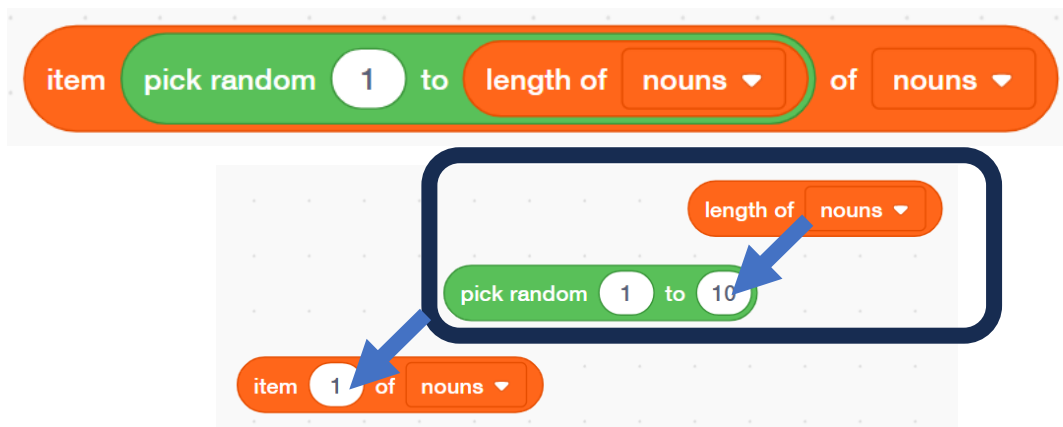 item pick random 1 to length of nouns of nouns
length of nouns
pick random 1 to 10
item 1 of nouns